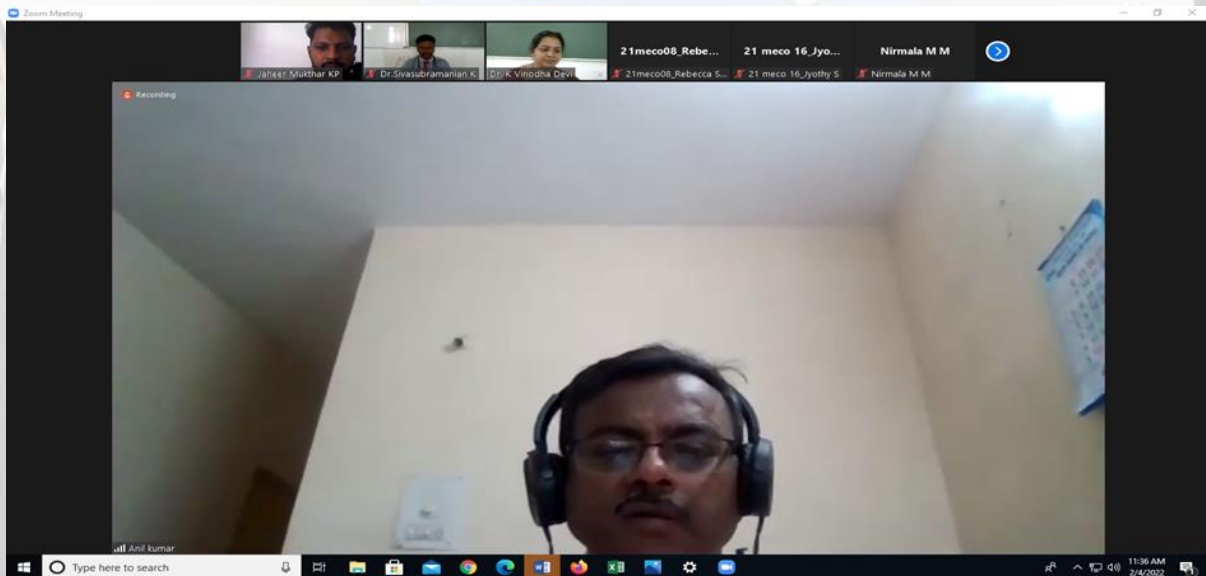 Zoom Meeting
21meco08_Rebe...
21 meco 16_Jyo...
Nirmala M M
Jaheer Mukthar KP
Dr.Sivasubramanian K
Dr. K Vinodha Devi
21meco08_Rebecca S...
21 meco 16_Jyothy S
Nirmala M M
Recording
Anil kumar
Type here to search
11:36 AM
2/4/2022